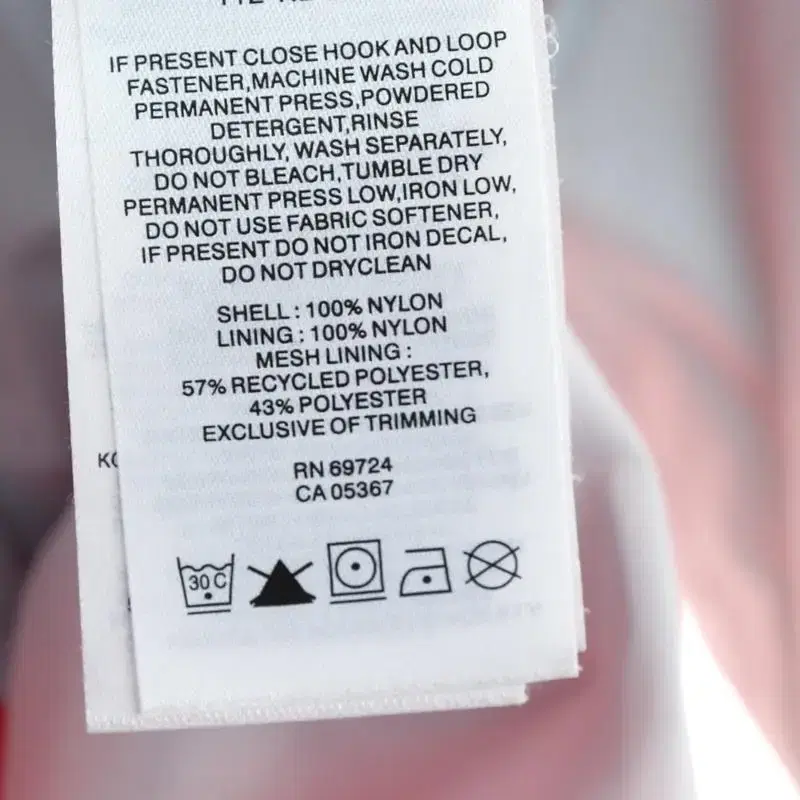 IF PRESENT CLOSE HOOK AND LOOP
FASTENER,MACHINE WASH COLD
PERMANENT PRESS,POWDERED
DETERGENT,RINSE
THOROUGHLY, WASH SEPARATELY,
DO NOT BLEACH,TUMBLE DRY
PERMANENT PRESS LOW,IRON LOW,
DO NOT USE FABRIC SOFTENER,
IF PRESENT DO NOT IRON DECAL,
DO NOT DRYCLEAN
SHELL : 100% NYLON
LINING : 100% NYLON
MESH LINING :
57% RECYCLED POLYESTER,
43% POLYESTER
EXCLUSIVE OF TRIMMING
RN 69724
CA 05367
30 C